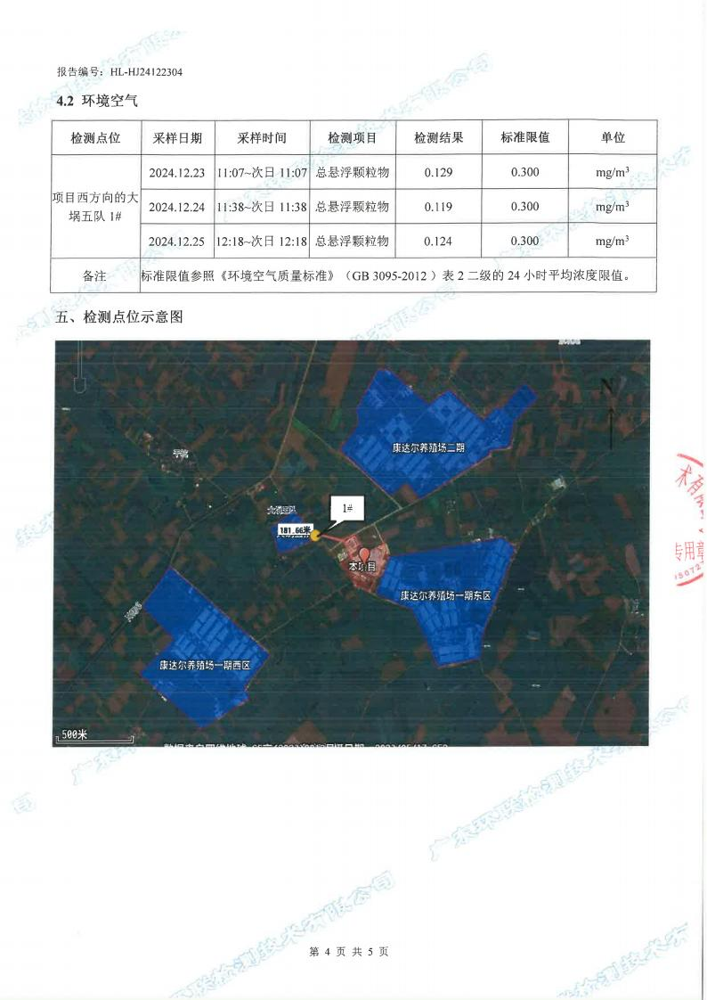 报告编号：HL-HJ24122304
4.2 环境空气
检测点位 采样日期 采样时间 检测项目 检测结果 标准限值 单位
项目西方向的大
埚五队 1#
2024.12.23 11:07~次日 11:07 总悬浮颗粒物 0.129 0.300 mg/m³
2024.12.24 11:38~次日 11:38 总悬浮颗粒物 0.119 0.300 mg/m³
2024.12.25 12:18~次日 12:18 总悬浮颗粒物 0.124 0.300 mg/m³
备注 标准限值参照《环境空气质量标准》（GB 3095-2012）表 2 二级的 24 小时平均浓度限值。
五、检测点位示意图
N
康达尔养殖场二期
1#
181.66米
本项目
康达尔养殖场一期东区
康达尔养殖场一期西区
500米
专用章
第 4 页 共 5 页